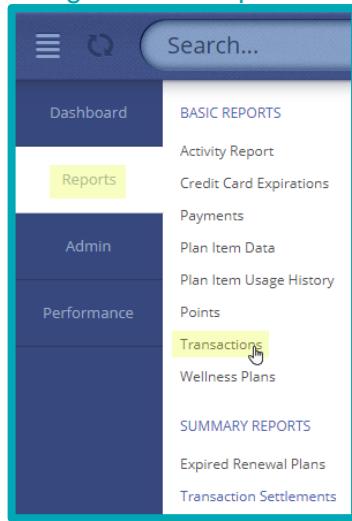 Search...
Dashboard
Reports
Admin
Performance
BASIC REPORTS
Activity Report
Credit Card Expirations
Payments
Plan Item Data
Plan Item Usage History
Points
Transactions
Wellness Plans
SUMMARY REPORTS
Expired Renewal Plans
Transaction Settlements